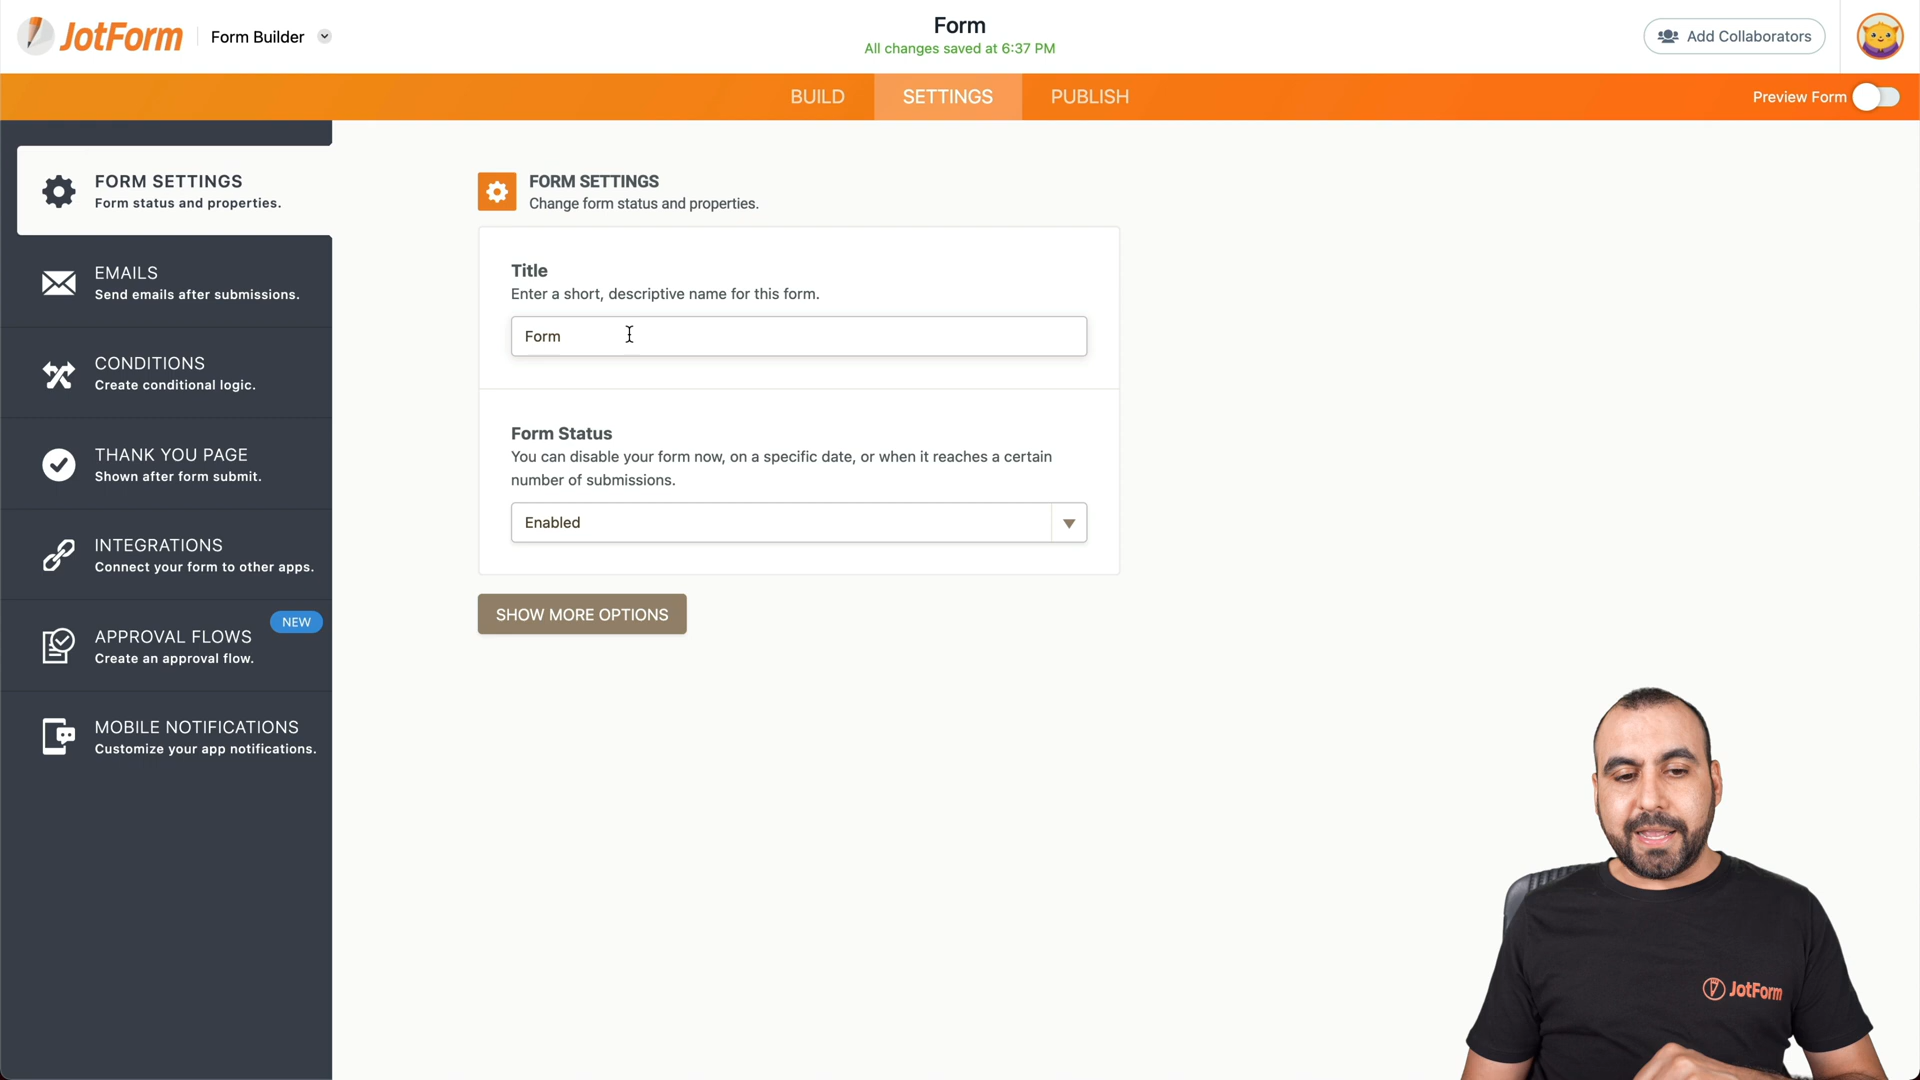 JotForm
Form Builder
Form
All changes saved at 6:37 PM
Add Collaborators
BUILD
SETTINGS
PUBLISH
Preview Form
FORM SETTINGS
Form status and properties.
EMAILS
Send emails after submissions.
CONDITIONS
Create conditional logic.
THANK YOU PAGE
Shown after form submit.
INTEGRATIONS
Connect your form to other apps.
NEW
APPROVAL FLOWS
Create an approval flow.
MOBILE NOTIFICATIONS
Customize your app notifications.
FORM SETTINGS
Change form status and properties.
Title
Enter a short, descriptive name for this form.
Form
Form Status
You can disable your form now, on a specific date, or when it reaches a certain
number of submissions.
Enabled
SHOW MORE OPTIONS
JotForm